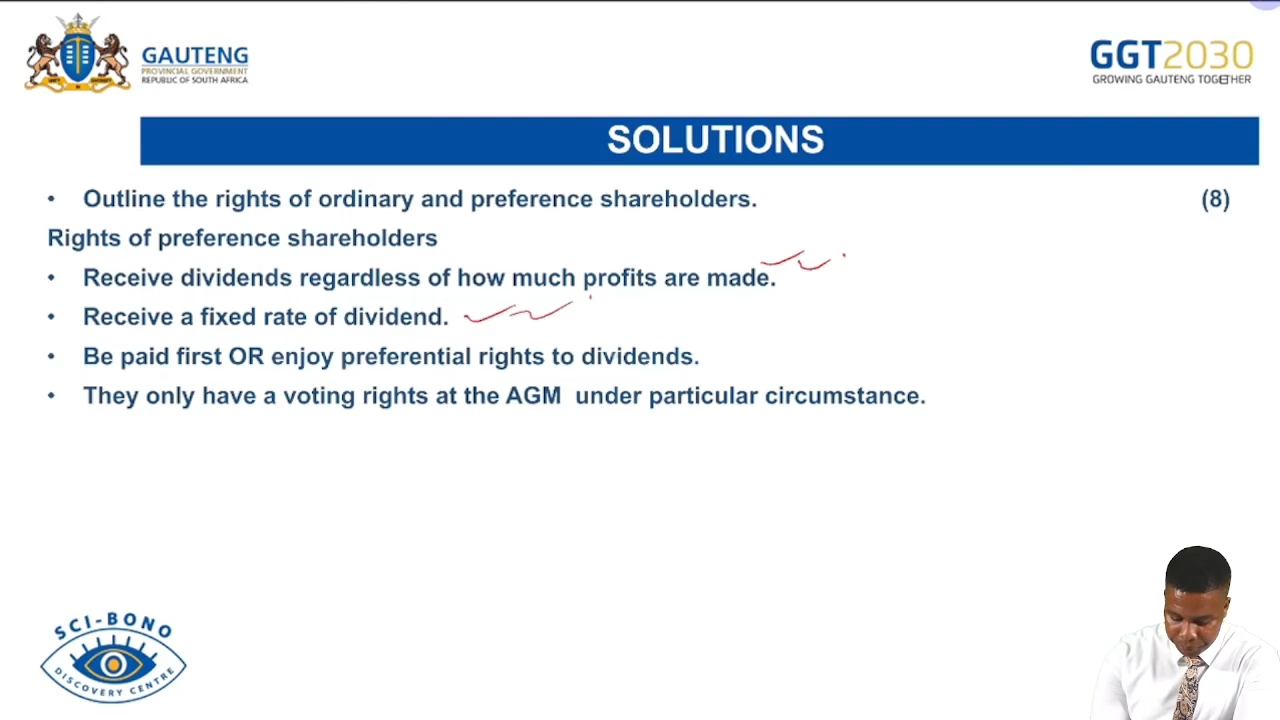 GAUTENG
PROVINCIAL GOVERNMENT
REPUBLIC OF SOUTH AFRICA
GGT2030
GROWING GAUTENG TOGETHER
SOLUTIONS
• Outline the rights of ordinary and preference shareholders. (8)
Rights of preference shareholders
• Receive dividends regardless of how much profits are made.
• Receive a fixed rate of dividend.
• Be paid first OR enjoy preferential rights to dividends.
• They only have a voting rights at the AGM under particular circumstance.
SCI-BONO
DISCOVERY CENTRE